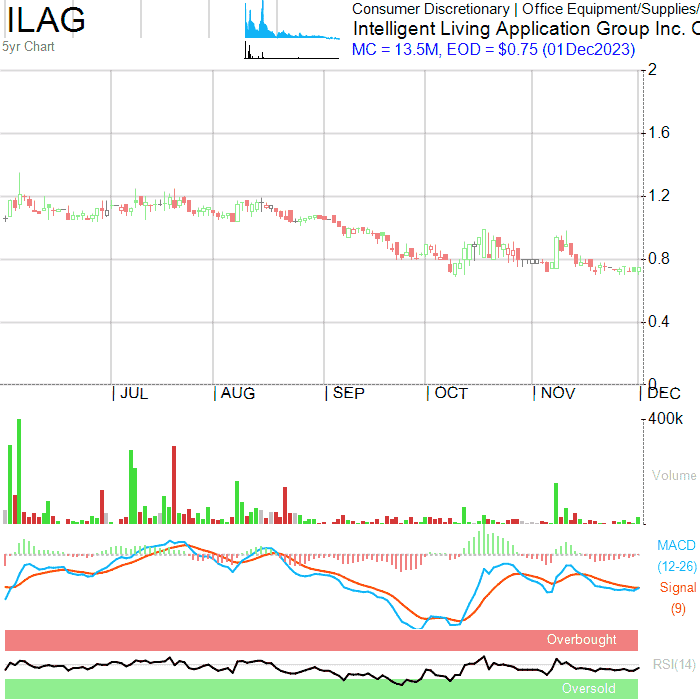 ILAG
5yr Chart
Consumer Discretionary | Office Equipment/Supplies/
Intelligent Living Application Group Inc. O
MC = 13.5M, EOD = $0.75 (01Dec2023)
2
1.6
1.2
0.8
0.4
0
| JUL | AUG | SEP | OCT | NOV | DEC
400k
Volume
MACD
(12-26)
Signal
(9)
Overbought
RSI(14)
Oversold